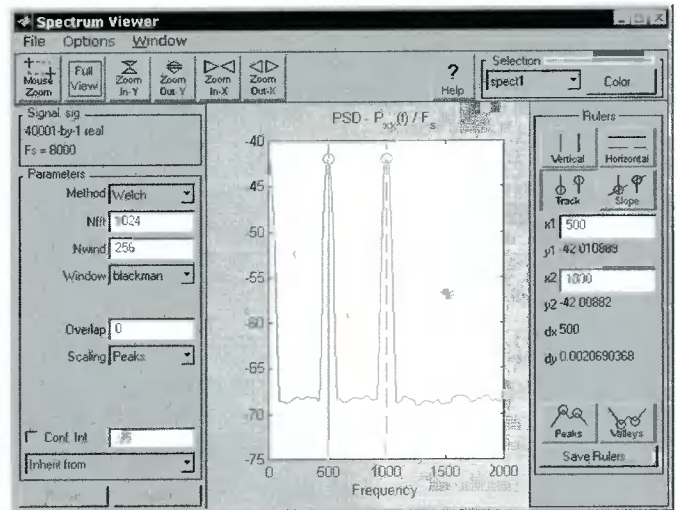 Spectrum Viewer
File Options Window
Mouse Zoom
Full View
Zoom In-Y
Zoom Out-Y
Zoom In-X
Zoom Out-X
? Help
Selection
spect1
Color...
Signal: sig
40001-by-1 real
Fs = 8000
Parameters
Method Welch
Nfft 1024
Nwind 256
Window blackman
Overlap 0
Scaling Peaks
Conf. Int.
Inherit from
PSD - Pxx(f) / Fs
-40
-45
-50
-55
-60
-65
-70
-75
0 500 1000 1500 2000
Frequency
Rulers
Vertical
Horizontal
Track
Slope
x1 500
y1 -42.010889
x2 1000
y2 -42.00882
dx 500
dy 0.0020690368
Peaks
Valleys
Save Rulers...